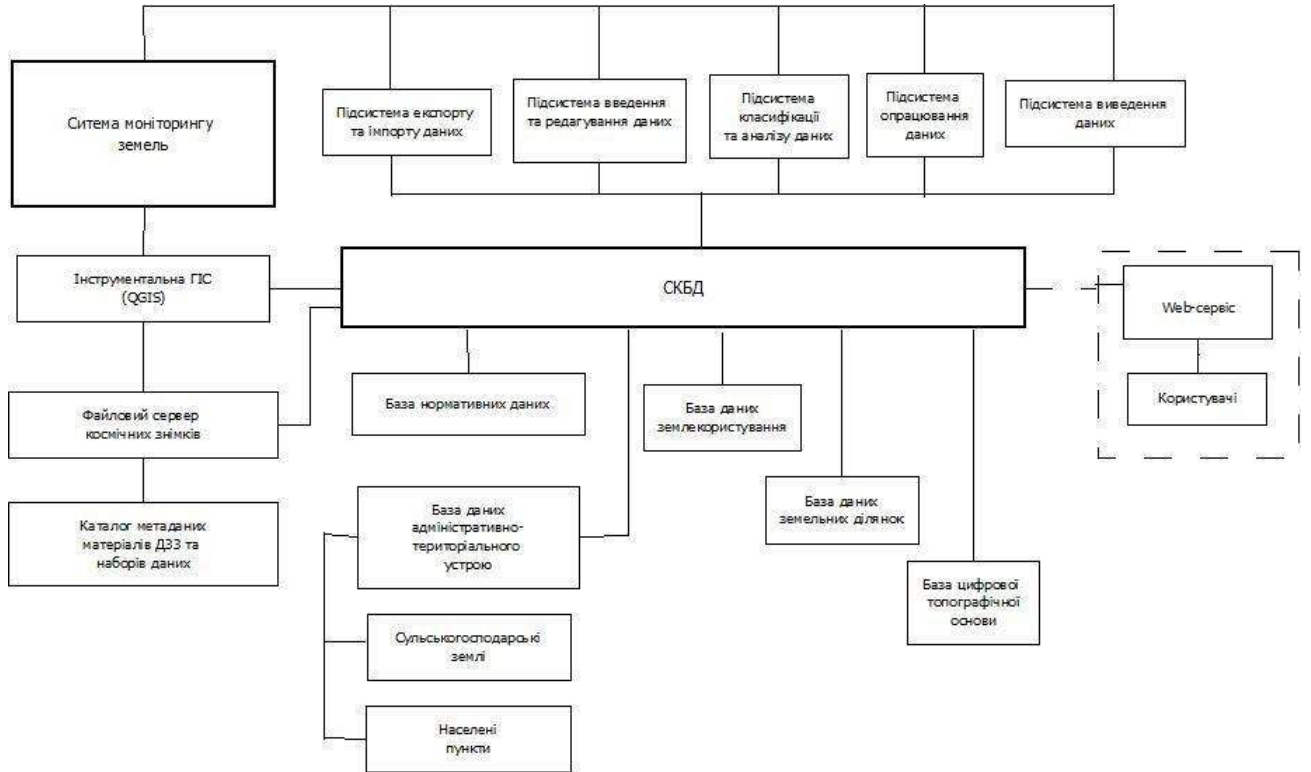 Ситема моніторингу
земель
Підсистема експорту
та імпорту даних
Підсистема введення
та редагування даних
Підсистема
класифікації
та аналізу даних
Підсистема
опрацювання
даних
Підсистема виведення
даних
Інструментальна ГІС
(QGIS)
СКБД
Web-сервіс
Користувачі
Файловий сервер
космічних знімків
База нормативних даних
База даних
землекористування
Каталог метаданих
матеріалів ДЗЗ та
наборів даних
База даних
адміністративно-
територіального
устрою
База даних
земельних ділянок
База цифрової
топографічної
основи
Сульськогосподарські
землі
Населені
пункти